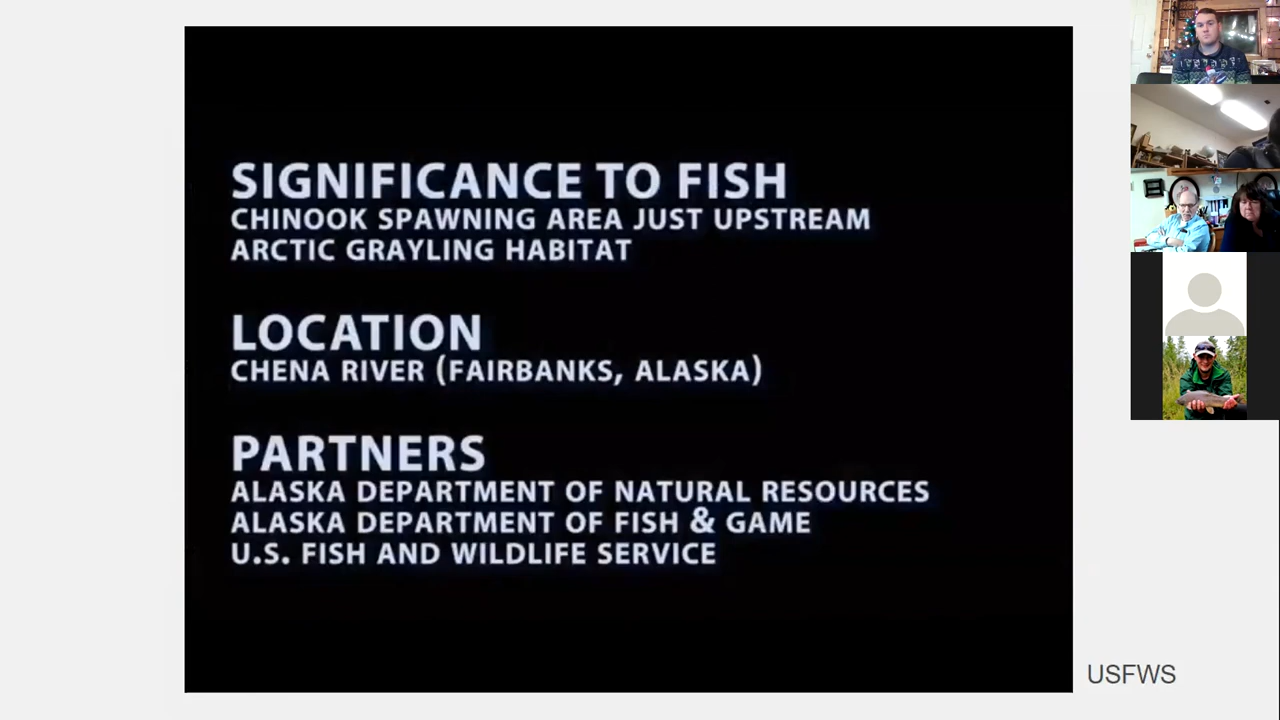 SIGNIFICANCE TO FISH
CHINOOK SPAWNING AREA JUST UPSTREAM
ARCTIC GRAYLING HABITAT
LOCATION
CHENA RIVER (FAIRBANKS, ALASKA)
PARTNERS
ALASKA DEPARTMENT OF NATURAL RESOURCES
ALASKA DEPARTMENT OF FISH & GAME
U.S. FISH AND WILDLIFE SERVICE
USFWS